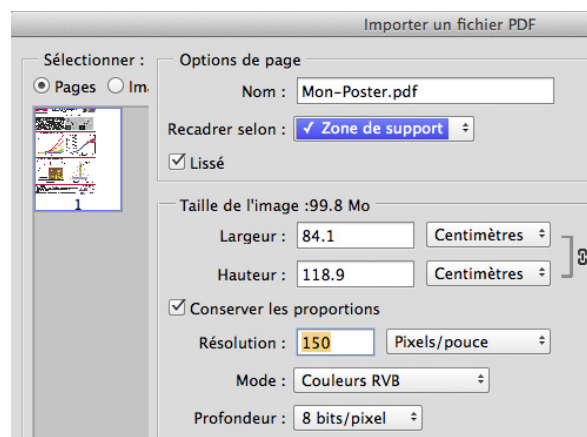 Importer un fichier PDF
Sélectionner :
Pages
Im
1
Options de page
Nom : Mon-Poster.pdf
Recadrer selon : ✓ Zone de support
Lissé
Taille de l'image :99.8 Mo
Largeur : 84.1 Centimètres
Hauteur : 118.9 Centimètres
Conserver les proportions
Résolution : 150 Pixels/pouce
Mode : Couleurs RVB
Profondeur : 8 bits/pixel